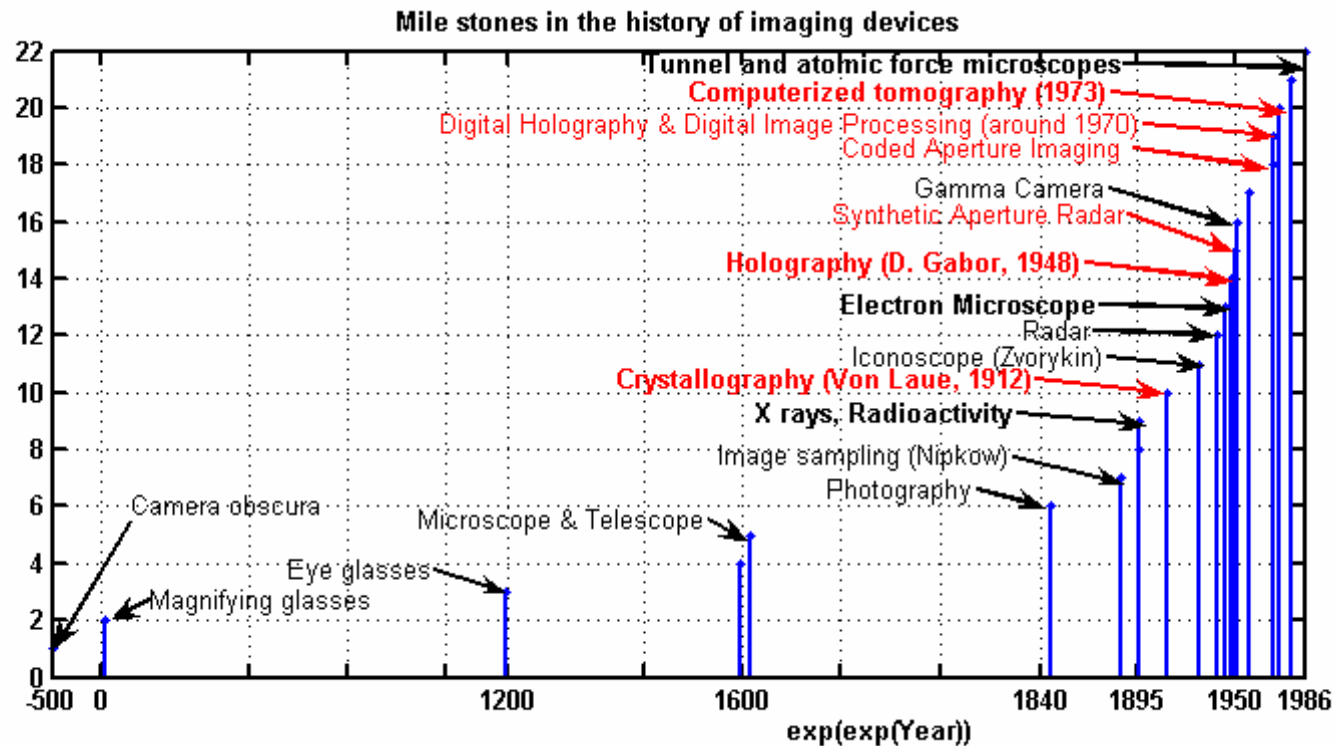 Mile stones in the history of imaging devices
22
Tunnel and atomic force microscopes
20
Computerized tomography (1973)
Digital Holography & Digital Image Processing (around 1970)
18
Coded Aperture Imaging
Gamma Camera
16
Synthetic Aperture Radar
14
Holography (D. Gabor, 1948)
Electron Microscope
12
Radar
Iconoscope (Zvorykin)
10
Crystallography (Von Laue, 1912)
X rays, Radioactivity
8
Image sampling (Nipkow)
Photography
6
Camera obscura
Microscope & Telescope
4
Eye glasses
Magnifying glasses
2
0
-500 0 1200 1600 1840 1895 1950 1986
exp(exp(Year))